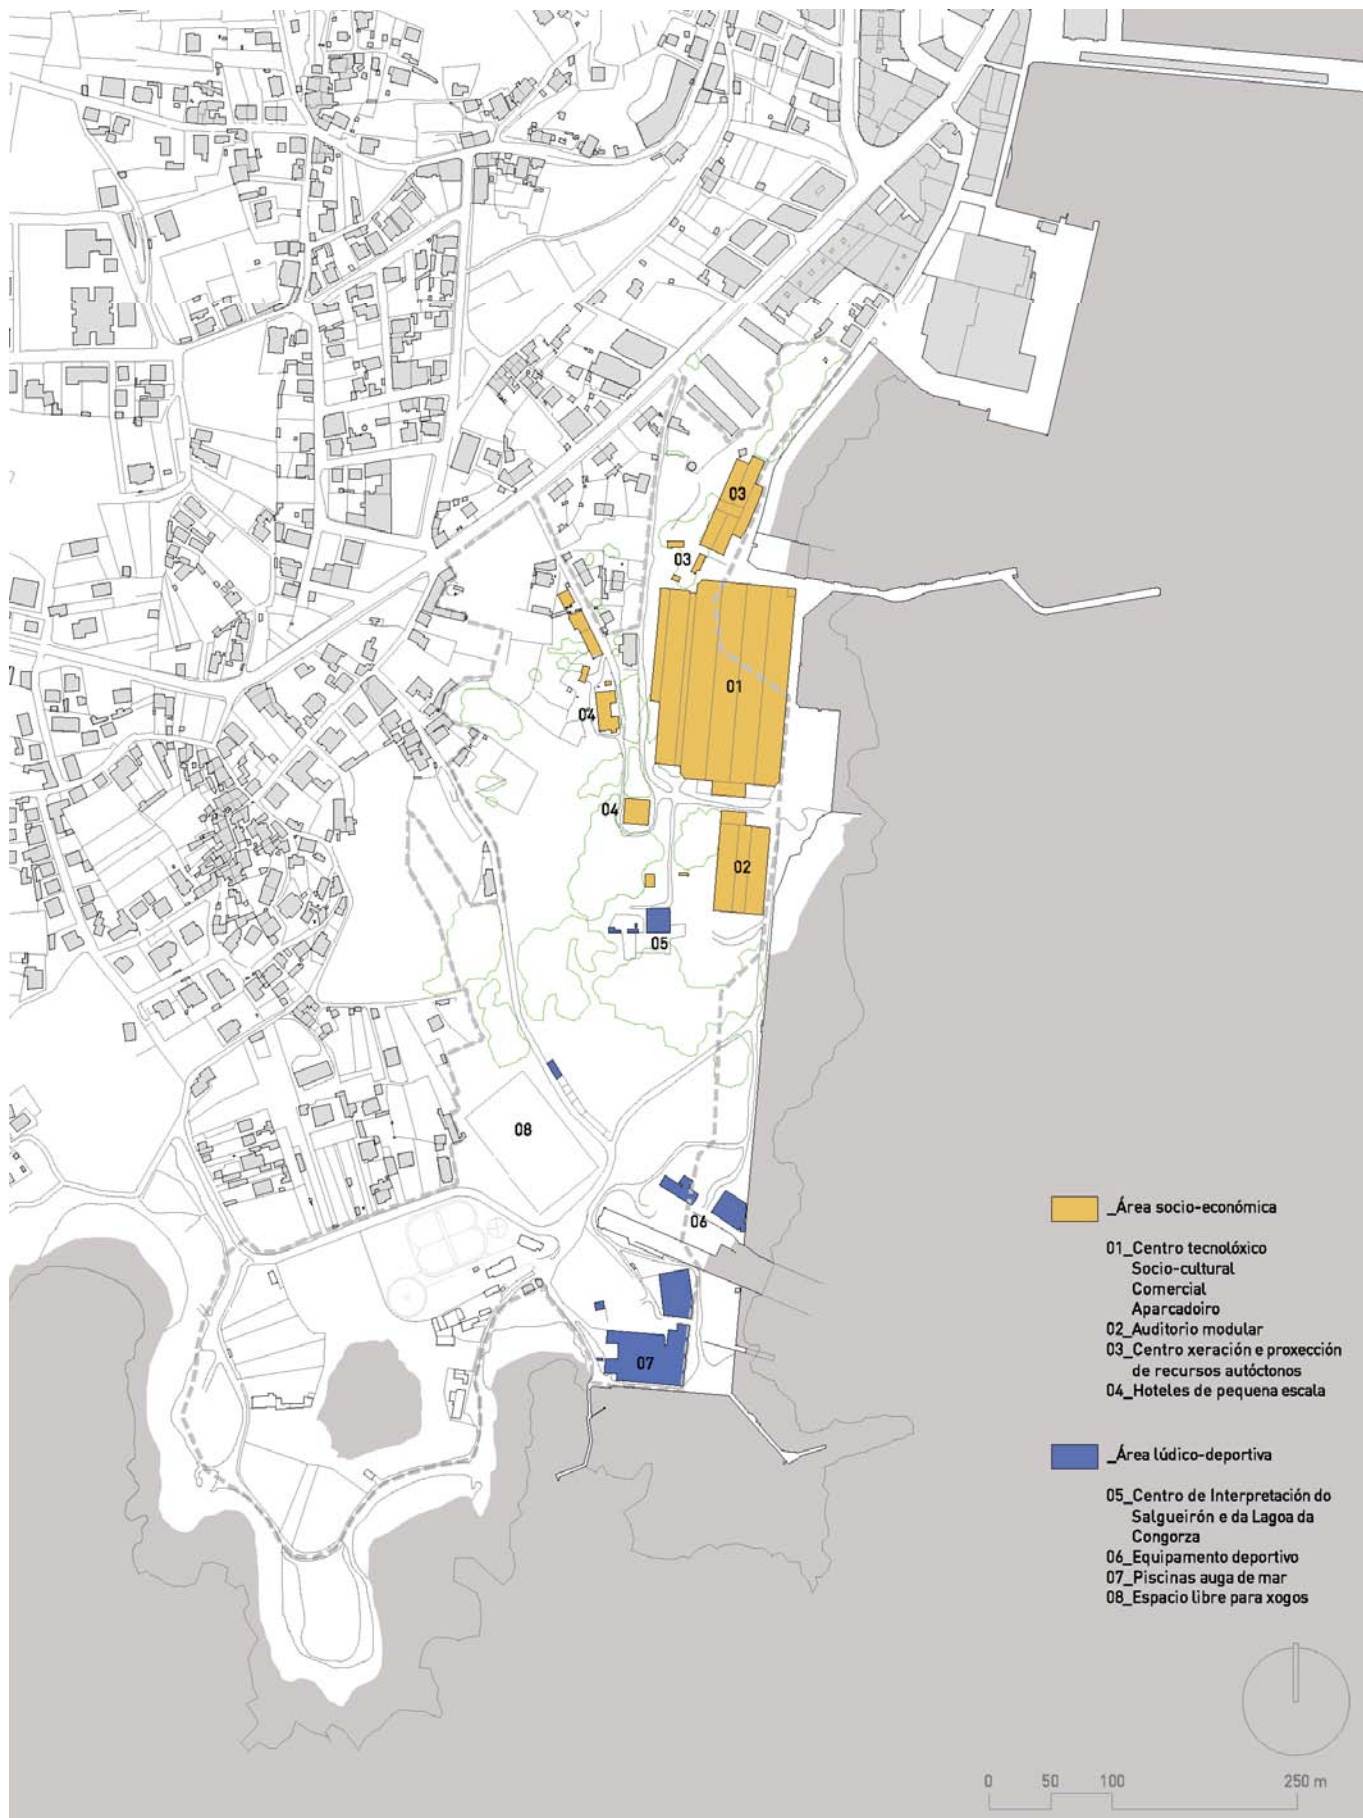 03
03
01
04
04
02
05
08
06
07
_Área socio-económica
01_Centro tecnolóxico
Socio-cultural
Comercial
Aparcadoiro
02_Auditorio modular
03_Centro xeración e proxección
de recursos autóctonos
04_Hoteles de pequena escala
_Área lúdico-deportiva
05_Centro de Interpretación do
Salgueirón e da Lagoa da
Congorza
06_Equipamento deportivo
07_Piscinas auga de mar
08_Espacio libre para xogos
0 50 100 250 m